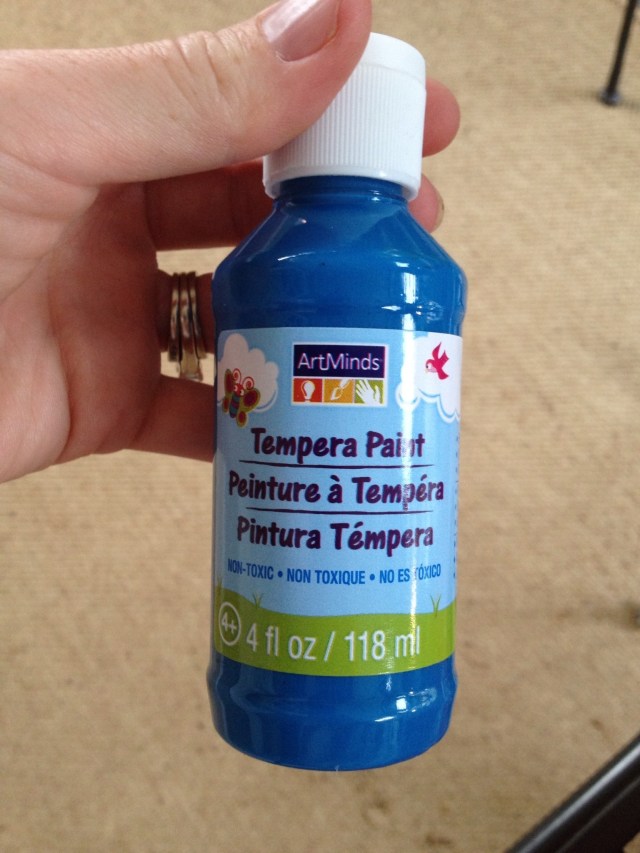 ArtMinds
Tempera Paint
Peinture à Tempéra
Pintura Témpera
NON-TOXIC • NON TOXIQUE • NO ES TÓXICO
4+
4 fl oz / 118 ml